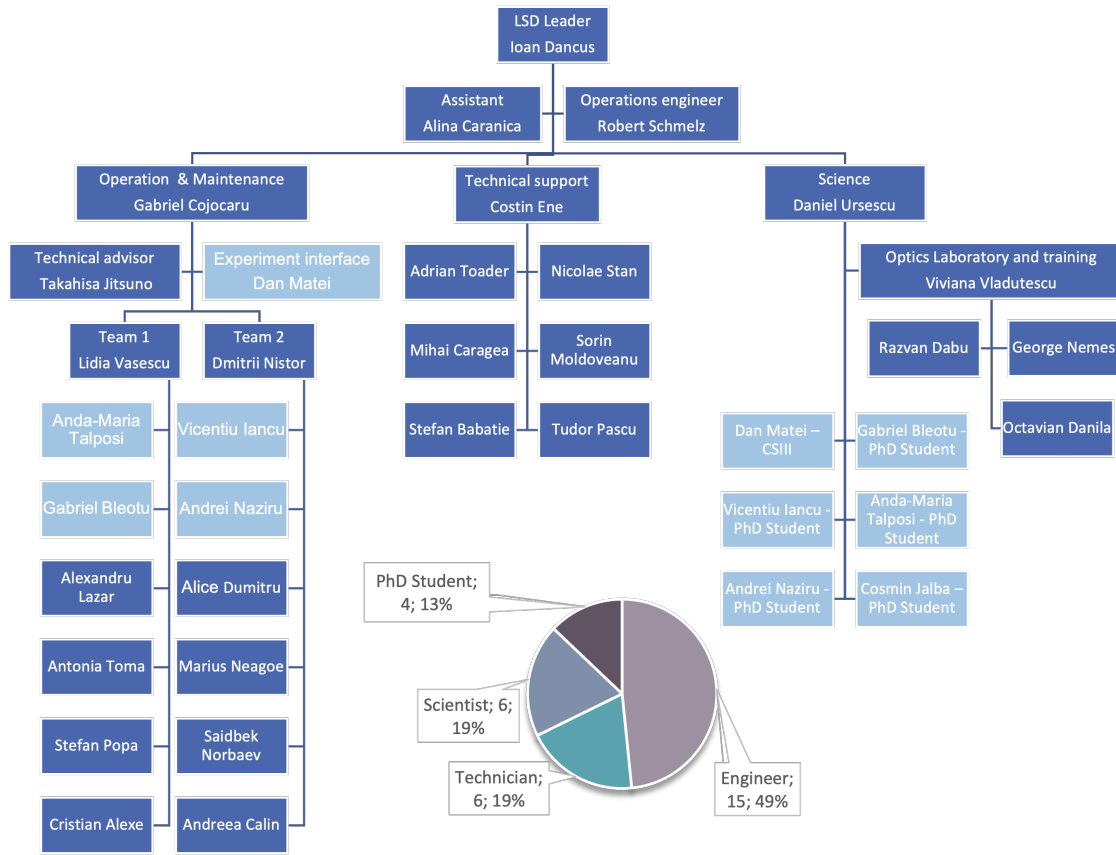 LSD Leader
Ioan Dancus
Assistant
Alina Caranica
Operations engineer
Robert Schmelz
Operation & Maintenance
Gabriel Cojocaru
Technical support
Costin Ene
Science
Daniel Ursescu
Technical advisor
Takahisa Jitsuno
Experiment interface
Dan Matei
Adrian Toader
Nicolae Stan
Optics Laboratory and training
Viviana Vladutescu
Team 1
Lidia Vasescu
Team 2
Dmitrii Nistor
Mihai Caragea
Sorin
Moldoveanu
Razvan Dabu
George Nemes
Anda-Maria
Talposi
Vicentiu Iancu
Stefan Babatie
Tudor Pascu
Dan Matei –
CSIII
Gabriel Bleotu -
PhD Student
Octavian Danila
Gabriel Bleotu
Andrei Naziru
Vicentiu Iancu -
PhD Student
Anda-Maria
Talposi - PhD
Student
Alexandru
Lazar
Alice Dumitru
Andrei Naziru -
PhD Student
Cosmin Jalba –
PhD Student
Antonia Toma
Marius Neagoe
Stefan Popa
Saidbek
Norbaev
Cristian Alexe
Andreea Calin
PhD Student;
4; 13%
Scientist; 6;
19%
Technician;
6; 19%
Engineer;
15; 49%